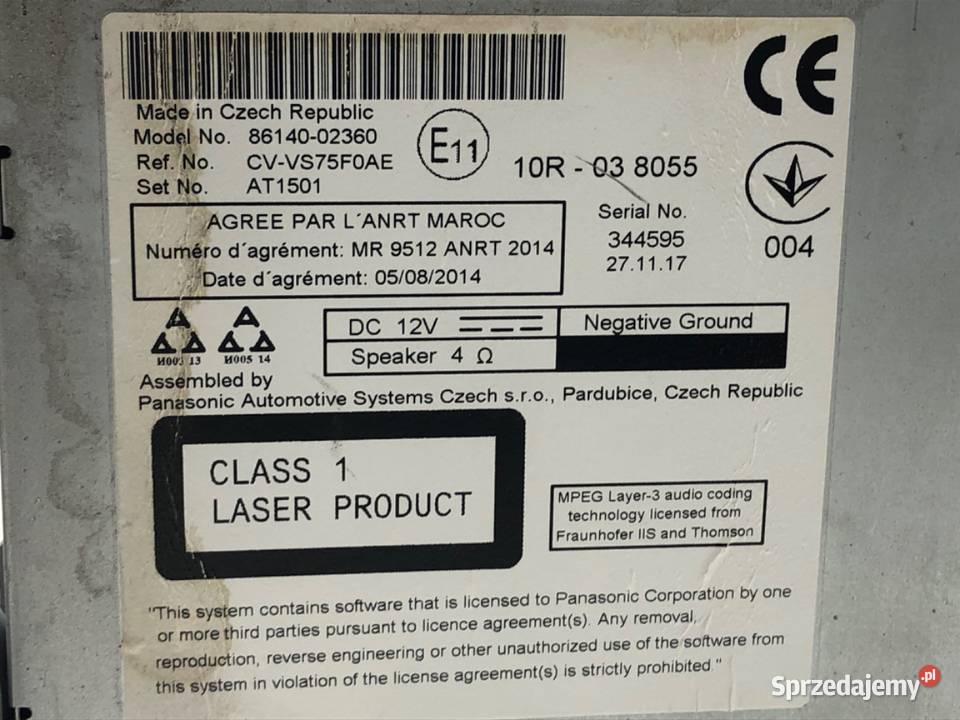 Made in Czech Republic
Model No. 86140-02360
Ref. No. CV-VS75F0AE
Set No. AT1501
E11
10R - 03 8055
CE
004
AGREE PAR L´ANRT MAROC
Numéro d´agrément: MR 9512 ANRT 2014
Date d´agrément: 05/08/2014
Serial No.
344595
27.11.17
И003 13 И005 14
DC 12V
Negative Ground
Speaker 4 Ω
Assembled by
Panasonic Automotive Systems Czech s.r.o., Pardubice, Czech Republic
CLASS 1
LASER PRODUCT
MPEG Layer-3 audio coding
technology licensed from
Fraunhofer IIS and Thomson
"This system contains software that is licensed to Panasonic Corporation by one
or more third parties pursuant to licence agreement(s). Any removal,
reproduction, reverse engineering or other unauthorized use of the software from
this system in violation of the license agreement(s) is strictly prohibited."
Sprzedajemy.pl